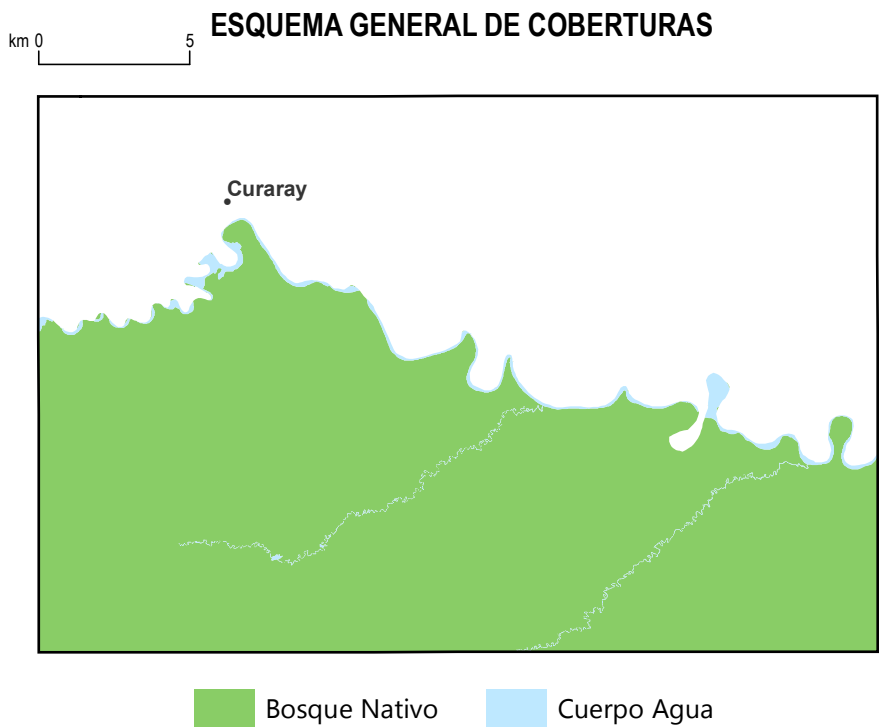 ESQUEMA GENERAL DE COBERTURAS
km 0 5
Curaray
Bosque Nativo
Cuerpo Agua